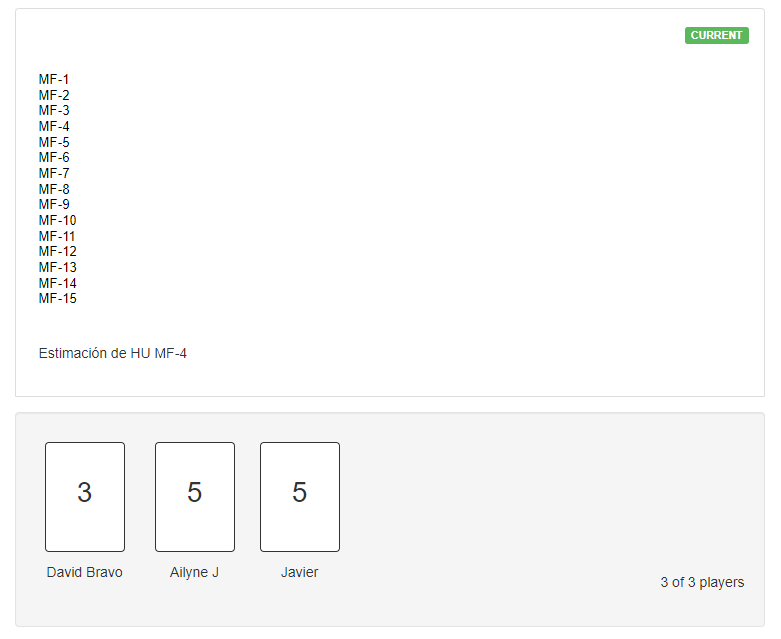 CURRENT
MF-1
MF-2
MF-3
MF-4
MF-5
MF-6
MF-7
MF-8
MF-9
MF-10
MF-11
MF-12
MF-13
MF-14
MF-15
Estimación de HU MF-4
3 5 5
David Bravo Ailyne J Javier
3 of 3 players